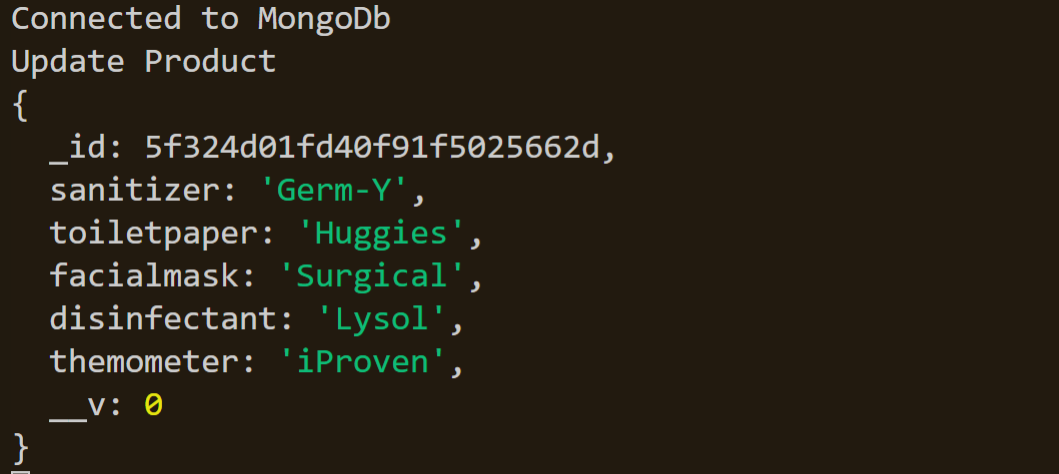 Connected to MongoDb
Update Product
{
  _id: 5f324d01fd40f91f5025662d,
  sanitizer: 'Germ-Y',
  toiletpaper: 'Huggies',
  facialmask: 'Surgical',
  disinfectant: 'Lysol',
  themometer: 'iProven',
  __v: 0
}